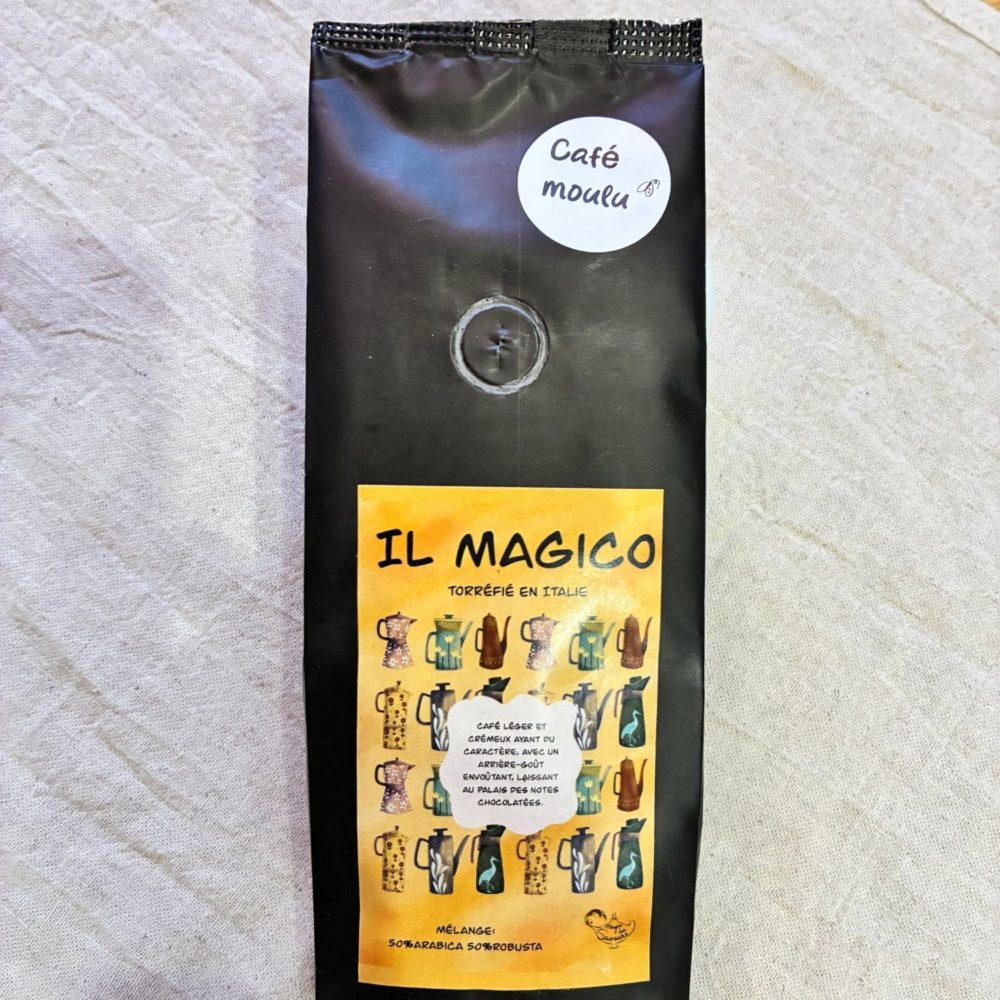 Café
moulu
IL MAGICO
TORRÉFIÉ EN ITALIE
CAFÉ LÉGER ET
CRÉMEUX AYANT DU
CARACTÈRE, AVEC UN
ARRIÈRE-GOÛT
ENVOÛTANT, LAISSANT
AU PALAIS DES NOTES
CHOCOLATÉES.
MÉLANGE:
50%ARABICA 50%ROBUSTA
Saveurs